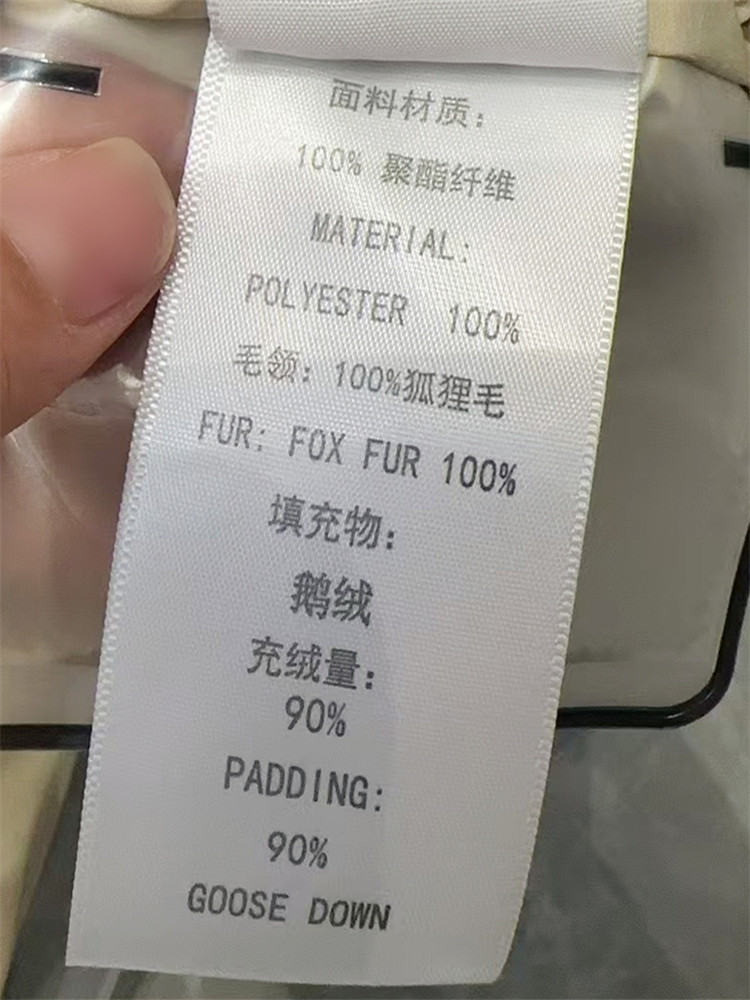 面料材质：
100% 聚酯纤维
MATERIAL:
POLYESTER 100%
毛领：100%狐狸毛
FUR: FOX FUR 100%
填充物：
鹅绒
充绒量：
90%
PADDING:
90%
GOOSE DOWN